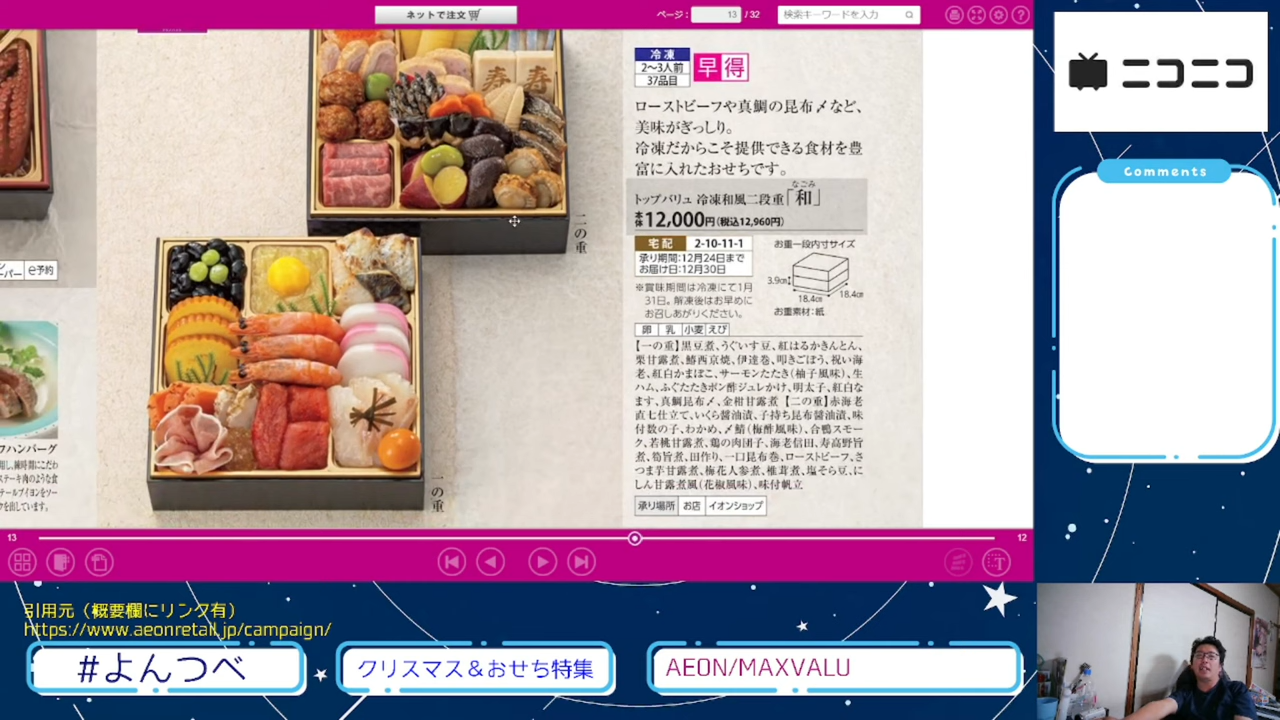 ネットで注文
ページ: 13 / 32
検索キーワードを入力
ニコニコ
Comments
冷凍
2〜3人前
37品目
早得
ローストビーフや真鯛の昆布〆など、
美味がぎっしり。
冷凍だからこそ提供できる食材を豊
富に入れたおせちです。
なごみ
トップバリュ 冷凍和風二段重「和」
本体12,000円(税込12,960円)
宅配 2-10-11-1
承り期間:12月24日まで
お届け日:12月30日
※賞味期間は冷凍にて1月
31日。解凍後はお早めに
お召しあがりください。
お重一段内寸サイズ
3.9㎝
18.4㎝
18.4㎝
お重素材:紙
卵 乳 小麦 えび
【一の重】黒豆煮、うぐいす豆、紅はるかきんとん、
栗甘露煮、鰆西京焼、伊達巻、叩きごぼう、祝い海
老、紅白かまぼこ、サーモンたたき(柚子風味)、生
ハム、ふぐたたきポン酢ジュレかけ、明太子、紅白な
ます、真鯛昆布〆、金柑甘露煮【二の重】赤海老
直七仕立て、いくら醤油漬、子持ち昆布醤油漬、味
付数の子、わかめ、〆鯖(梅酢風味)、合鴨スモー
ク、若桃甘露煮、鶏の肉団子、海老信田、寿高野旨
煮、筍旨煮、田作り、一口昆布巻、ローストビーフ、さ
つま芋甘露煮、梅花人参煮、椎茸煮、塩そら豆、に
しん甘露煮風(花椒風味)、味付帆立
承り場所 お店 イオンショップ
二の重
一の重
寿 寿
e予約
フハンバーグ
13
12
引用元（概要欄にリンク有）
https://www.aeonretail.jp/campaign/
#よんつべ
クリスマス＆おせち特集
AEON/MAXVALU